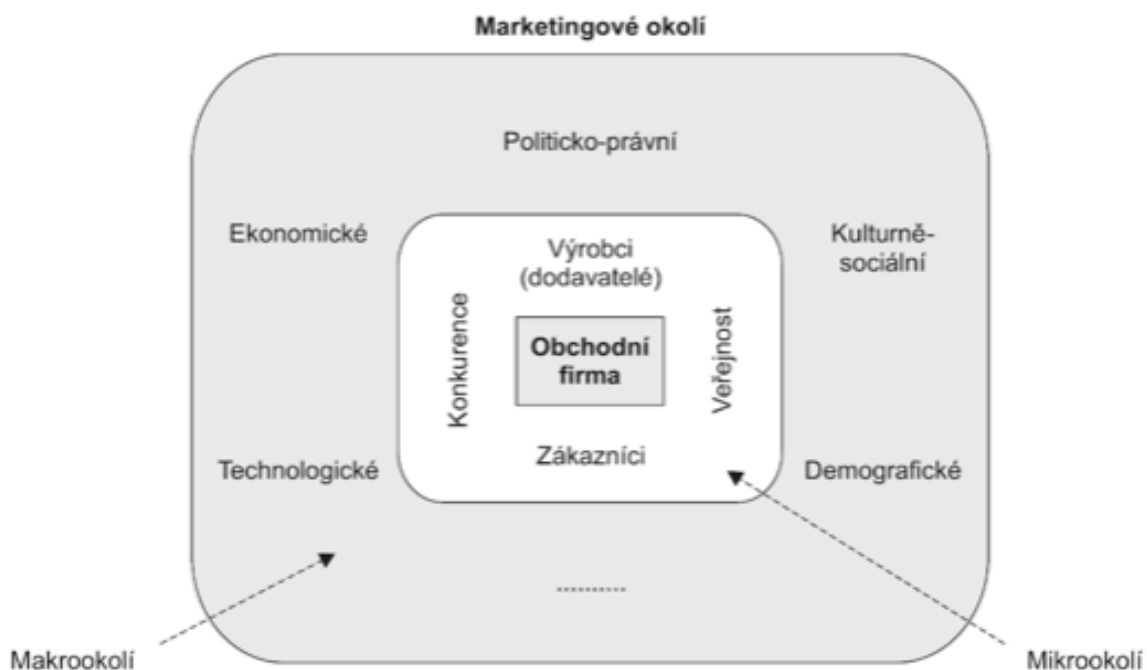 Marketingové okolí
Politicko-právní
Ekonomické
Kulturně-
sociální
Výrobci
(dodavatelé)
Konkurence
Obchodní
firma
Veřejnost
Zákazníci
Technologické
Demografické
..........
Makrookolí
Mikrookolí